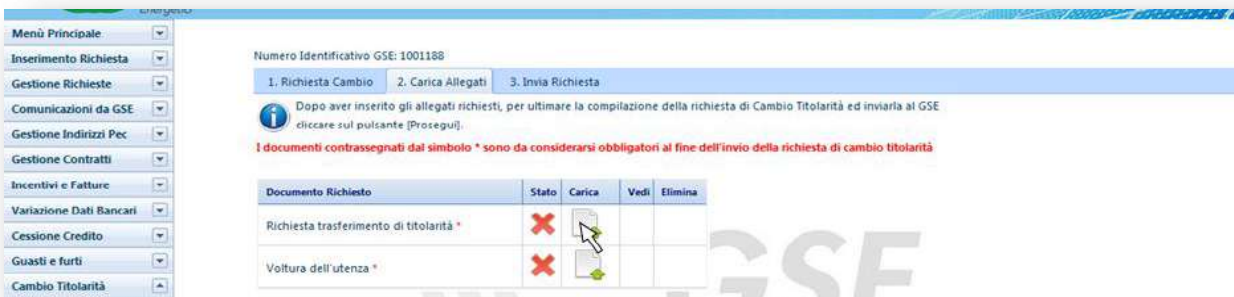 Energetici
Menù Principale
Inserimento Richiesta
Gestione Richieste
Comunicazioni da GSE
Gestione Indirizzi Pec
Gestione Contratti
Incentivi e Fatture
Variazione Dati Bancari
Cessione Credito
Guasti e furti
Cambio Titolarità
Numero Identificativo GSE: 1001188
1. Richiesta Cambio 2. Carica Allegati 3. Invia Richiesta
Dopo aver inserito gli allegati richiesti, per ultimare la compilazione della richiesta di Cambio Titolarità ed inviarla al GSE
cliccare sul pulsante [Prosegui].
I documenti contrassegnati dal simbolo * sono da considerarsi obbligatori al fine dell'invio della richiesta di cambio titolarità
Documento Richiesto Stato Carica Vedi Elimina
Richiesta trasferimento di titolarità *
Voltura dell'utenza *
GSE